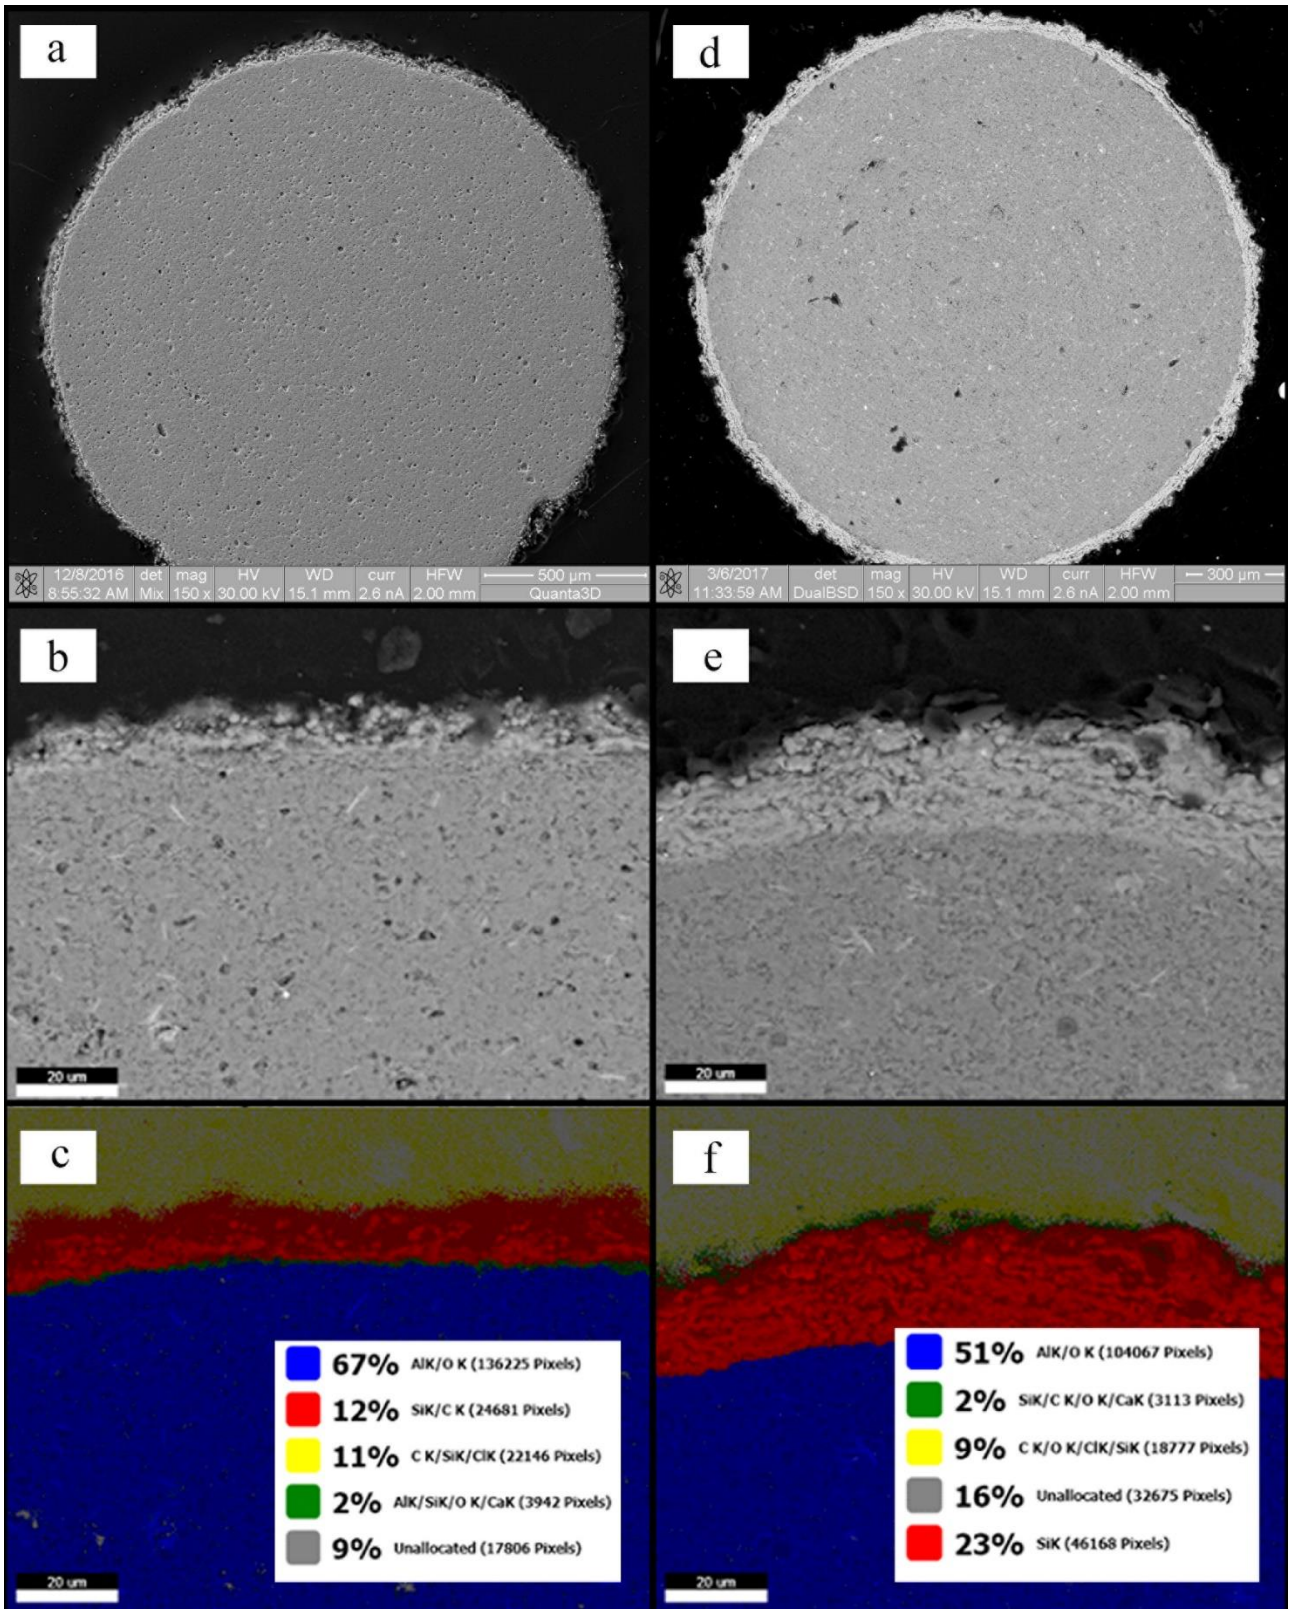 a
12/8/2016 det mag HV WD curr HFW 500 µm
8:55:32 AM Mix 150 x 30.00 kV 15.1 mm 2.6 nA 2.00 mm Quanta3D
d
3/6/2017 det mag HV WD curr HFW 300 µm
11:33:59 AM DualBSD 150 x 30.00 kV 15.1 mm 2.6 nA 2.00 mm
b
20 um
e
20 um
c
67% AlK/O K (136225 Pixels)
12% SiK/C K (24681 Pixels)
11% C K/SiK/ClK (22146 Pixels)
2% AlK/SiK/O K/CaK (3942 Pixels)
9% Unallocated (17806 Pixels)
20 um
f
51% AlK/O K (104067 Pixels)
2% SiK/C K/O K/CaK (3113 Pixels)
9% C K/O K/ClK/SiK (18777 Pixels)
16% Unallocated (32675 Pixels)
23% SiK (46168 Pixels)
20 um